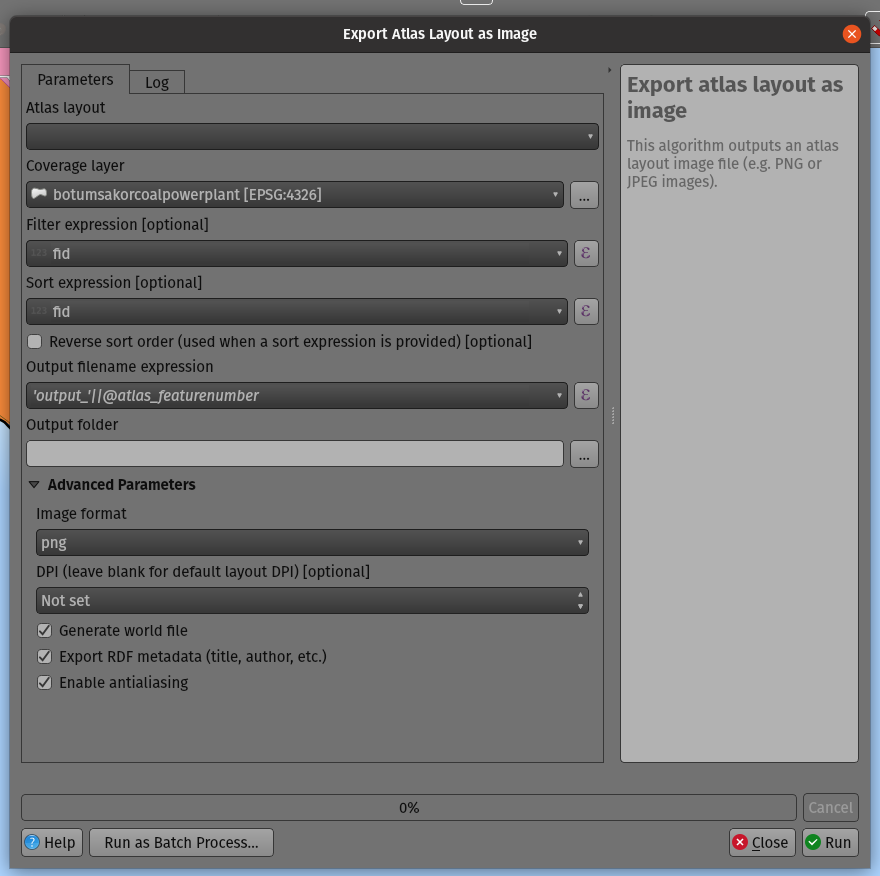 Export Atlas Layout as Image
Parameters
Log
Atlas layout
Coverage layer
botumsakorcoalpowerplant [EPSG:4326]
...
Filter expression [optional]
123 fid
ε
Sort expression [optional]
123 fid
ε
Reverse sort order (used when a sort expression is provided) [optional]
Output filename expression
'output_'||@atlas_featurenumber
ε
Output folder
...
Advanced Parameters
Image format
png
DPI (leave blank for default layout DPI) [optional]
Not set
Generate world file
Export RDF metadata (title, author, etc.)
Enable antialiasing
Export atlas layout as
image
This algorithm outputs an atlas
layout image file (e.g. PNG or
JPEG images).
0%
Cancel
Help
Run as Batch Process...
Close
Run